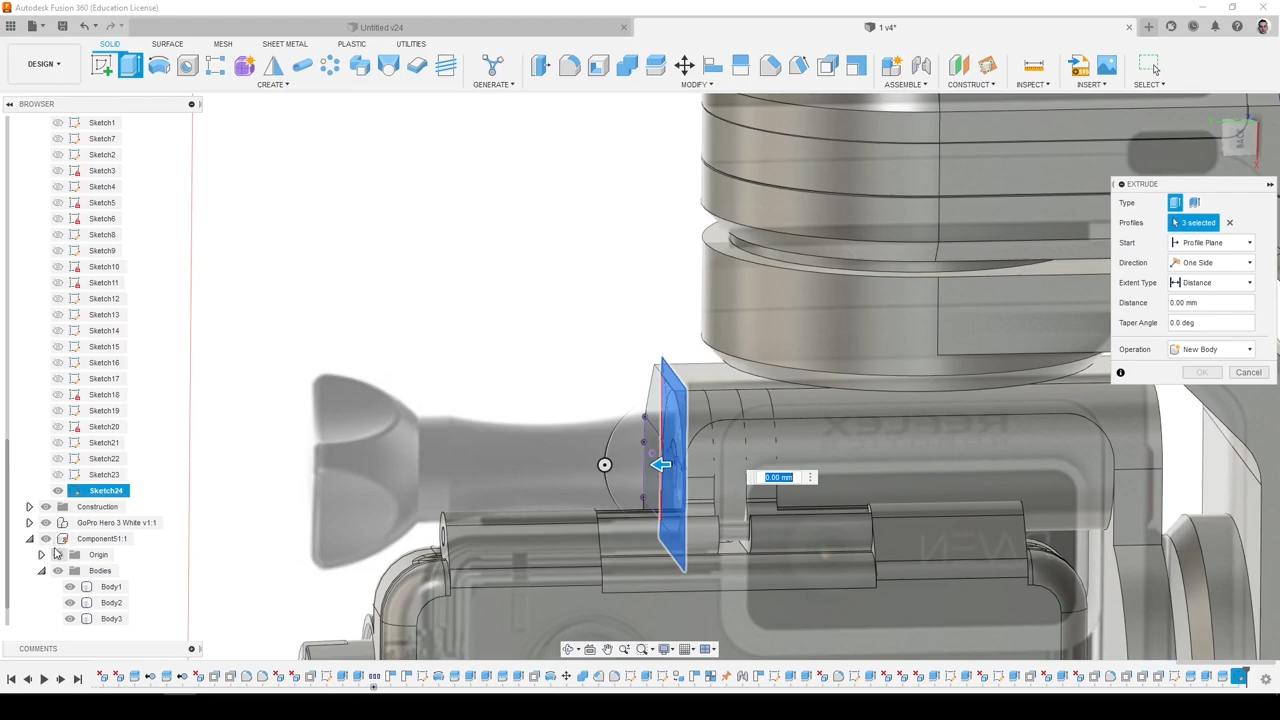 Autodesk Fusion 360 (Education License)
Untitled v24
1 v4*
SOLID SURFACE MESH SHEET METAL PLASTIC UTILITIES
DESIGN
CREATE GENERATE MODIFY ASSEMBLE CONSTRUCT INSPECT INSERT SELECT
BROWSER
Sketch1
Sketch7
Sketch2
Sketch3
Sketch4
Sketch5
Sketch6
Sketch8
Sketch9
Sketch10
Sketch11
Sketch12
Sketch13
Sketch14
Sketch15
Sketch16
Sketch17
Sketch18
Sketch19
Sketch20
Sketch21
Sketch22
Sketch23
Sketch24
Construction
GoPro Hero 3 White v1:1
Component51:1
Origin
Bodies
Body1
Body2
Body3
COMMENTS
BACK
EXTRUDE
Type
Profiles 3 selected
Start Profile Plane
Direction One Side
Extent Type Distance
Distance 0.00 mm
Taper Angle 0.0 deg
Operation New Body
OK Cancel
0.00 mm